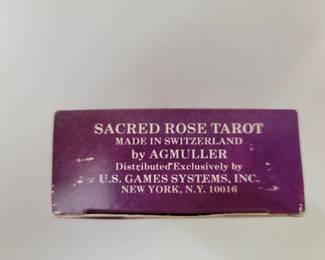 SACRED ROSE TAROT
MADE IN SWITZERLAND
by AGMULLER
Distributed Exclusively by
U.S. GAMES SYSTEMS, INC.
NEW YORK, N.Y. 10016